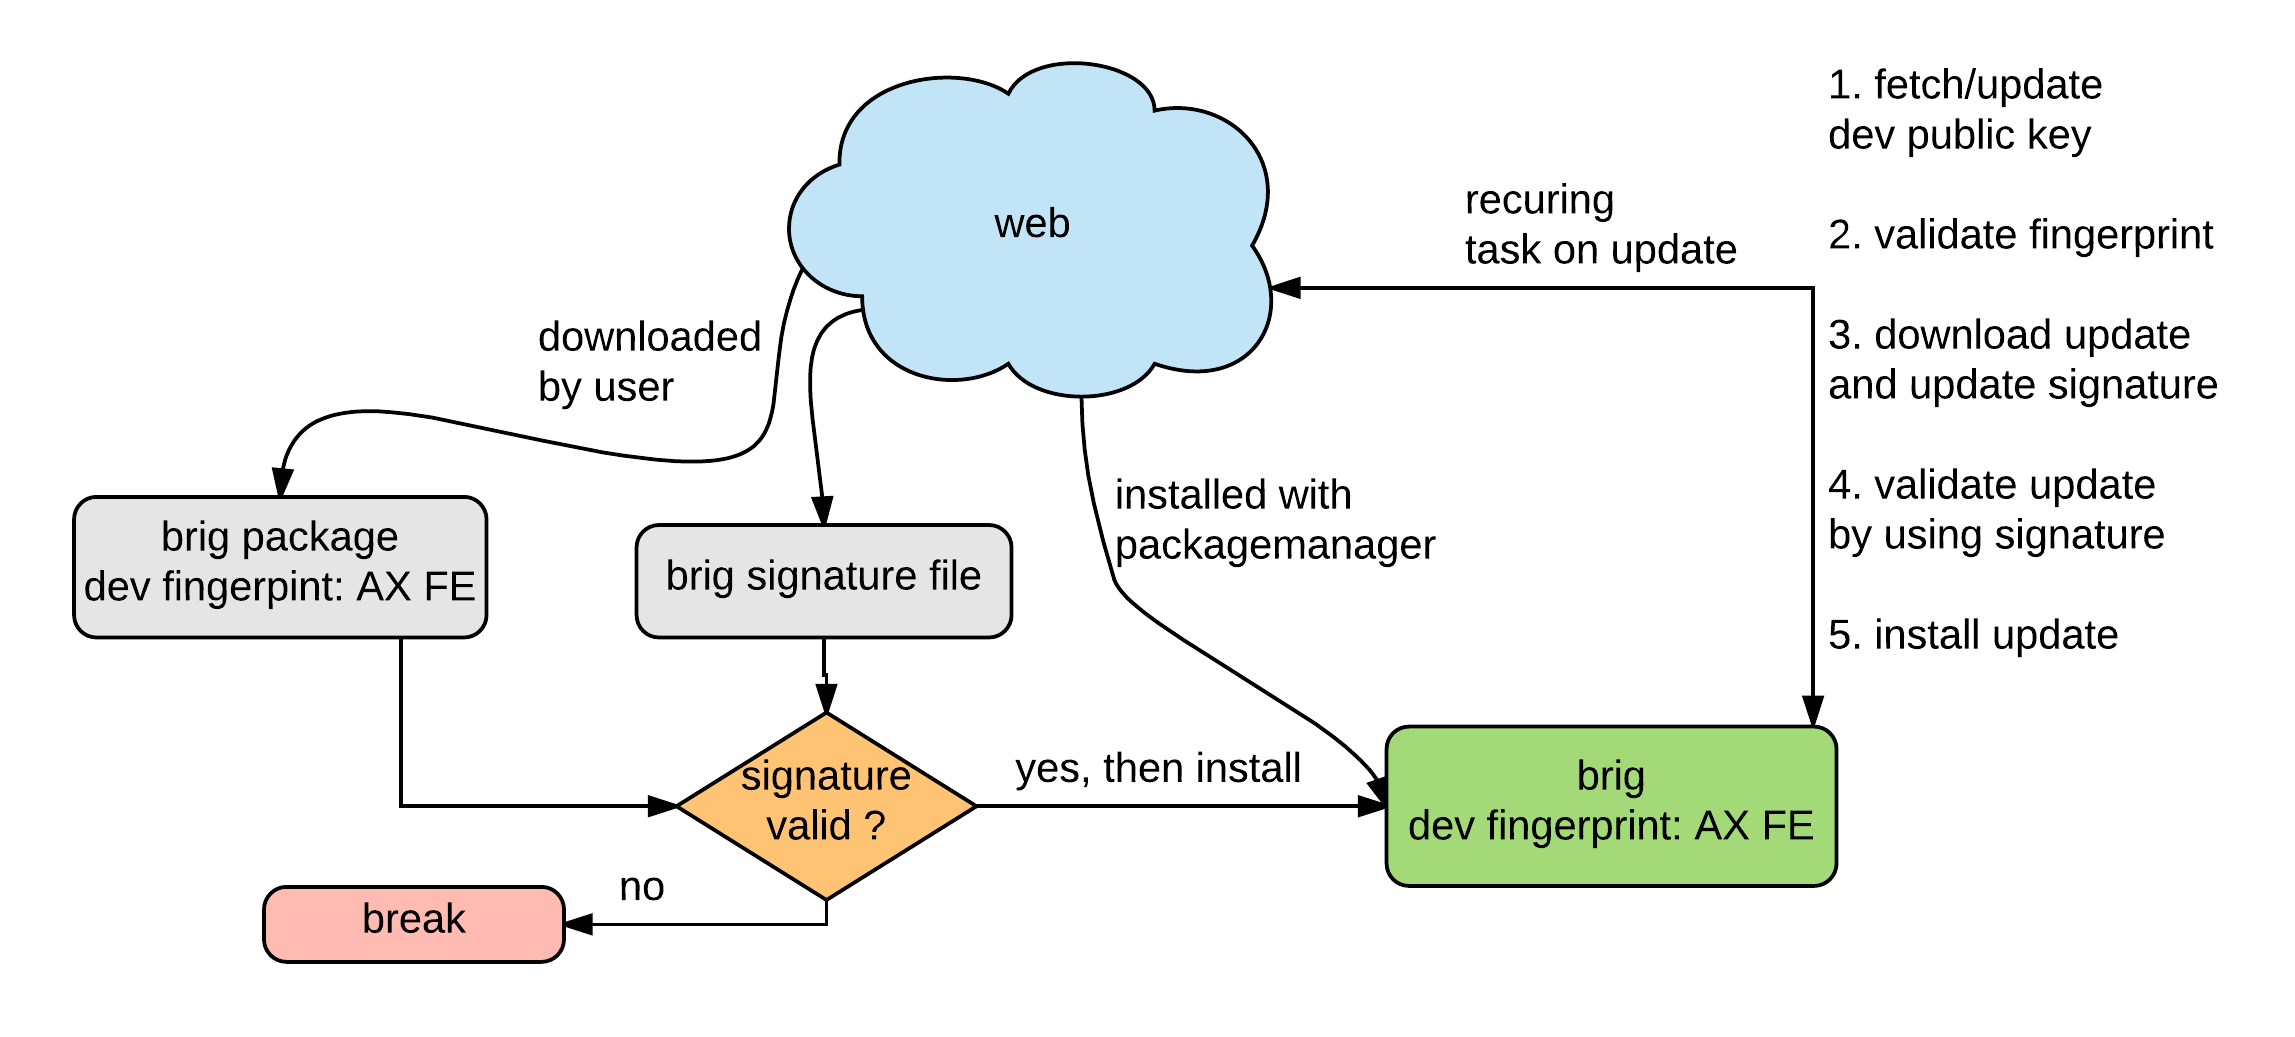 web
1. fetch/update
dev public key
recuring
task on update
2. validate fingerprint
3. download update
and update signature
4. validate update
by using signature
5. install update
downloaded
by user
installed with
packagemanager
brig package
dev fingerpint: AX FE
brig signature file
signature
valid ?
yes, then install
brig
dev fingerprint: AX FE
no
break